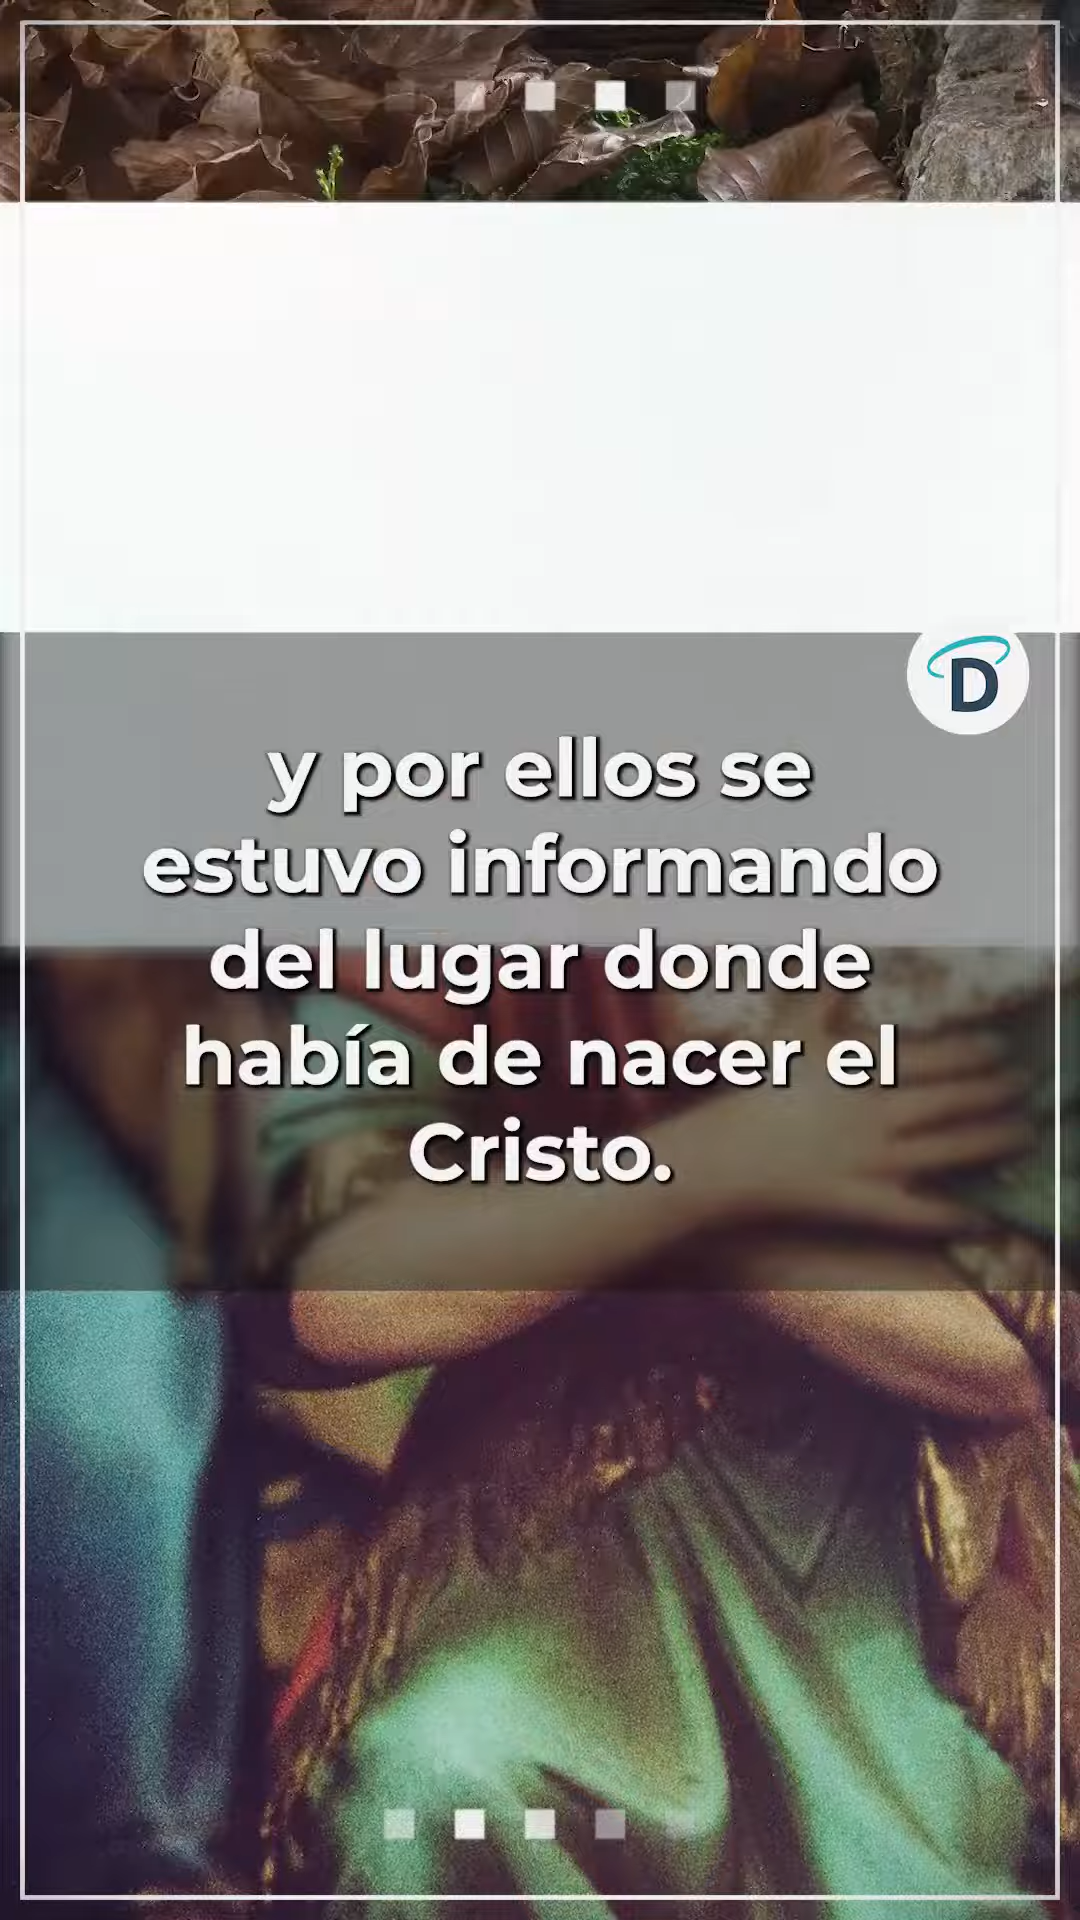 D
y por ellos se
estuvo informando
del lugar donde
había de nacer el
Cristo.